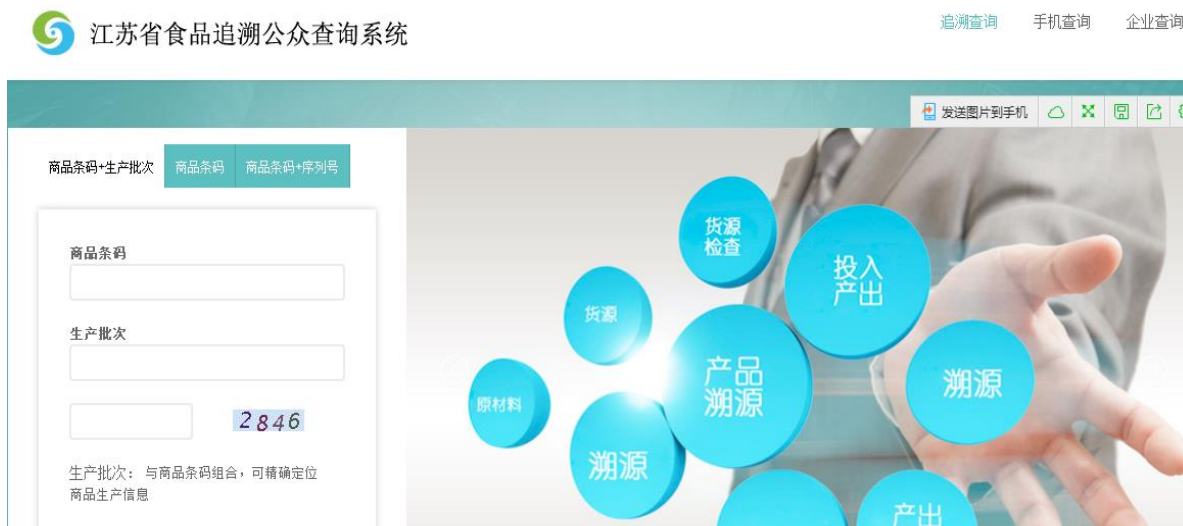 江苏省食品追溯公众查询系统
追溯查询 手机查询 企业查询
发送图片到手机
商品条码+生产批次 商品条码 商品条码+序列号
商品条码
生产批次
2846
生产批次： 与商品条码组合，可精确定位
商品生产信息
货源
检查
投入
产出
货源
产品
溯源
溯源
原材料
溯源
产出